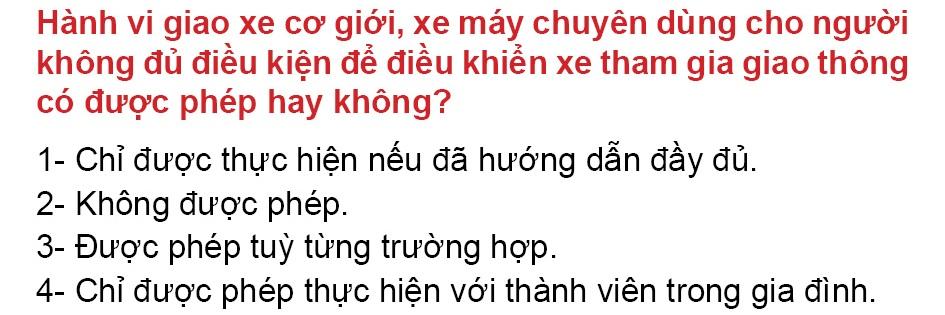 Hành vi giao xe cơ giới, xe máy chuyên dùng cho người
không đủ điều kiện để điều khiển xe tham gia giao thông
có được phép hay không?
1- Chỉ được thực hiện nếu đã hướng dẫn đầy đủ.
2- Không được phép.
3- Được phép tuỳ từng trường hợp.
4- Chỉ được phép thực hiện với thành viên trong gia đình.